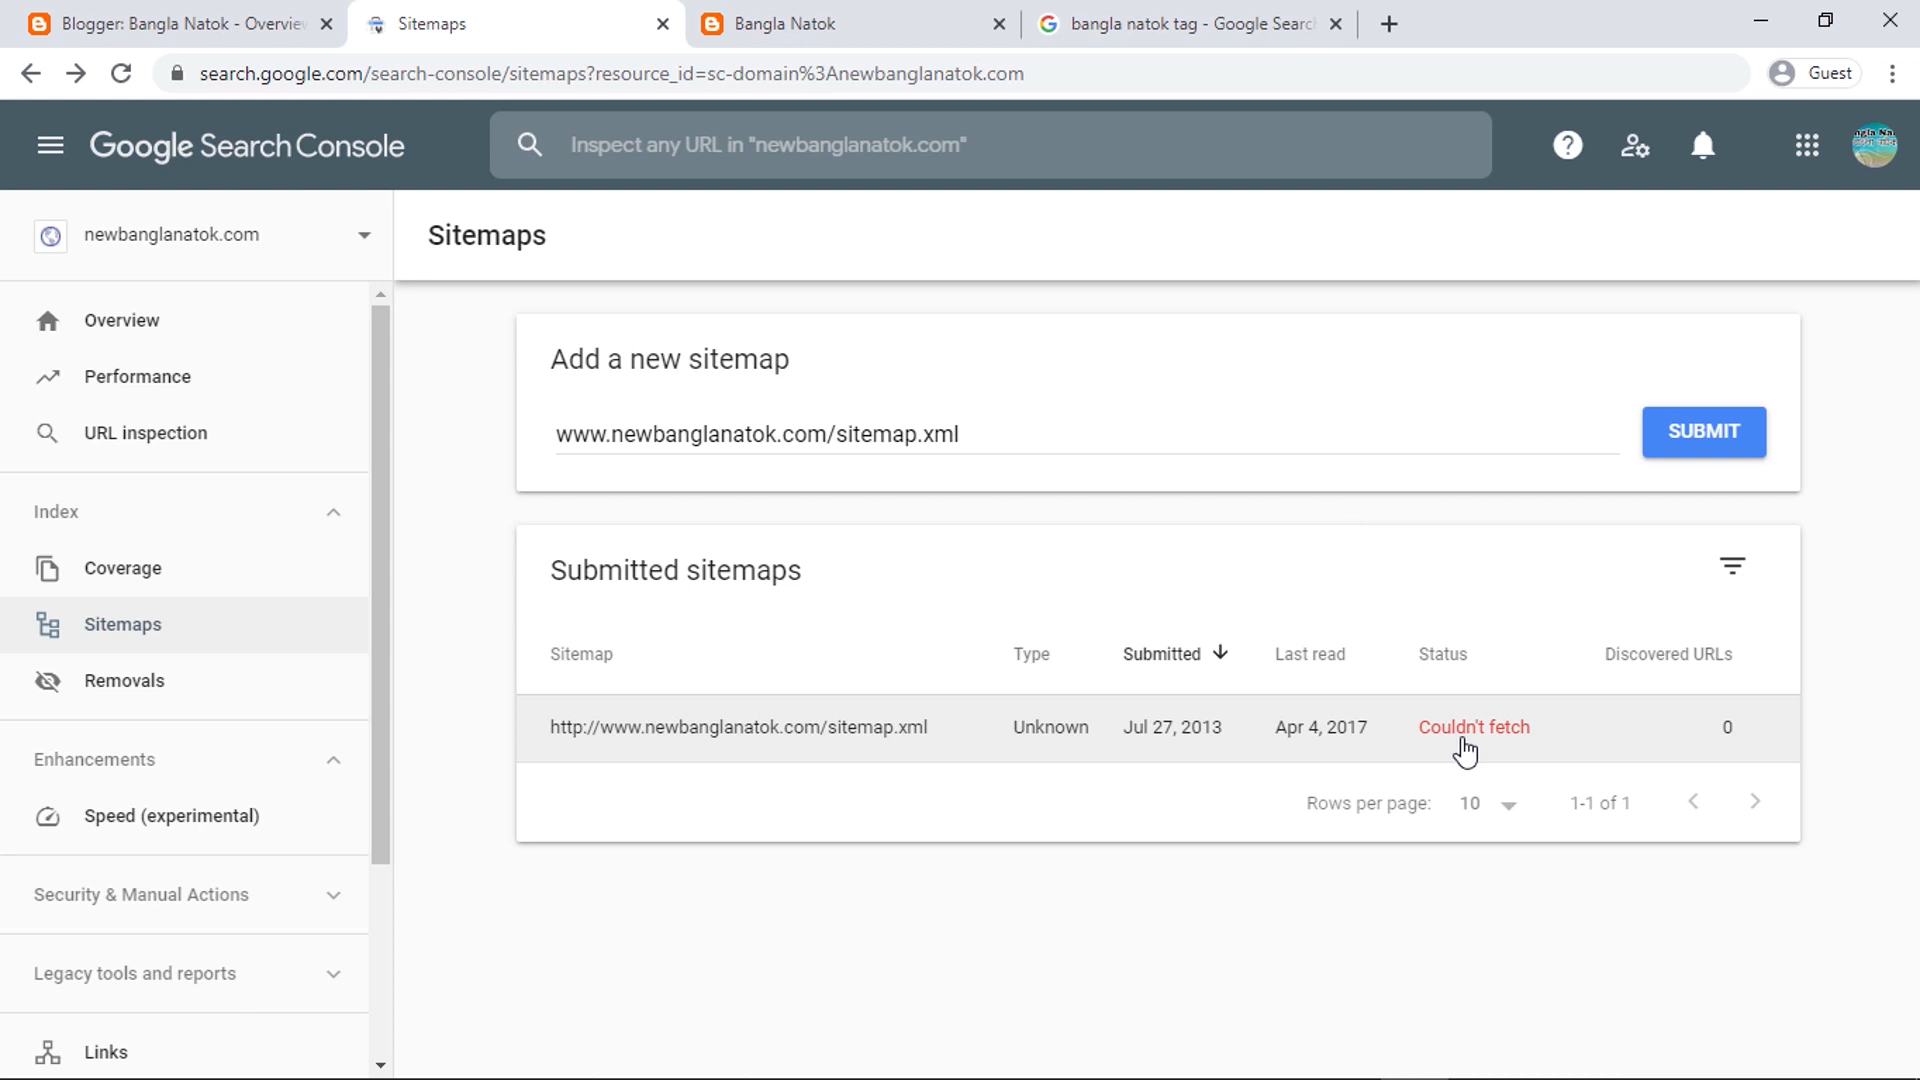 Blogger: Bangla Natok - Overvie
Sitemaps
Bangla Natok
bangla natok tag - Google Searc
search.google.com/search-console/sitemaps?resource_id=sc-domain%3Anewbanglanatok.com
Guest
Google Search Console
Inspect any URL in "newbanglanatok.com"
newbanglanatok.com
Sitemaps
Overview
Performance
URL inspection
Index
Coverage
Sitemaps
Removals
Enhancements
Speed (experimental)
Security & Manual Actions
Legacy tools and reports
Links
Add a new sitemap
www.newbanglanatok.com/sitemap.xml
SUBMIT
Submitted sitemaps
Sitemap Type Submitted Last read Status Discovered URLs
http://www.newbanglanatok.com/sitemap.xml Unknown Jul 27, 2013 Apr 4, 2017 Couldn't fetch 0
Rows per page: 10 1-1 of 1